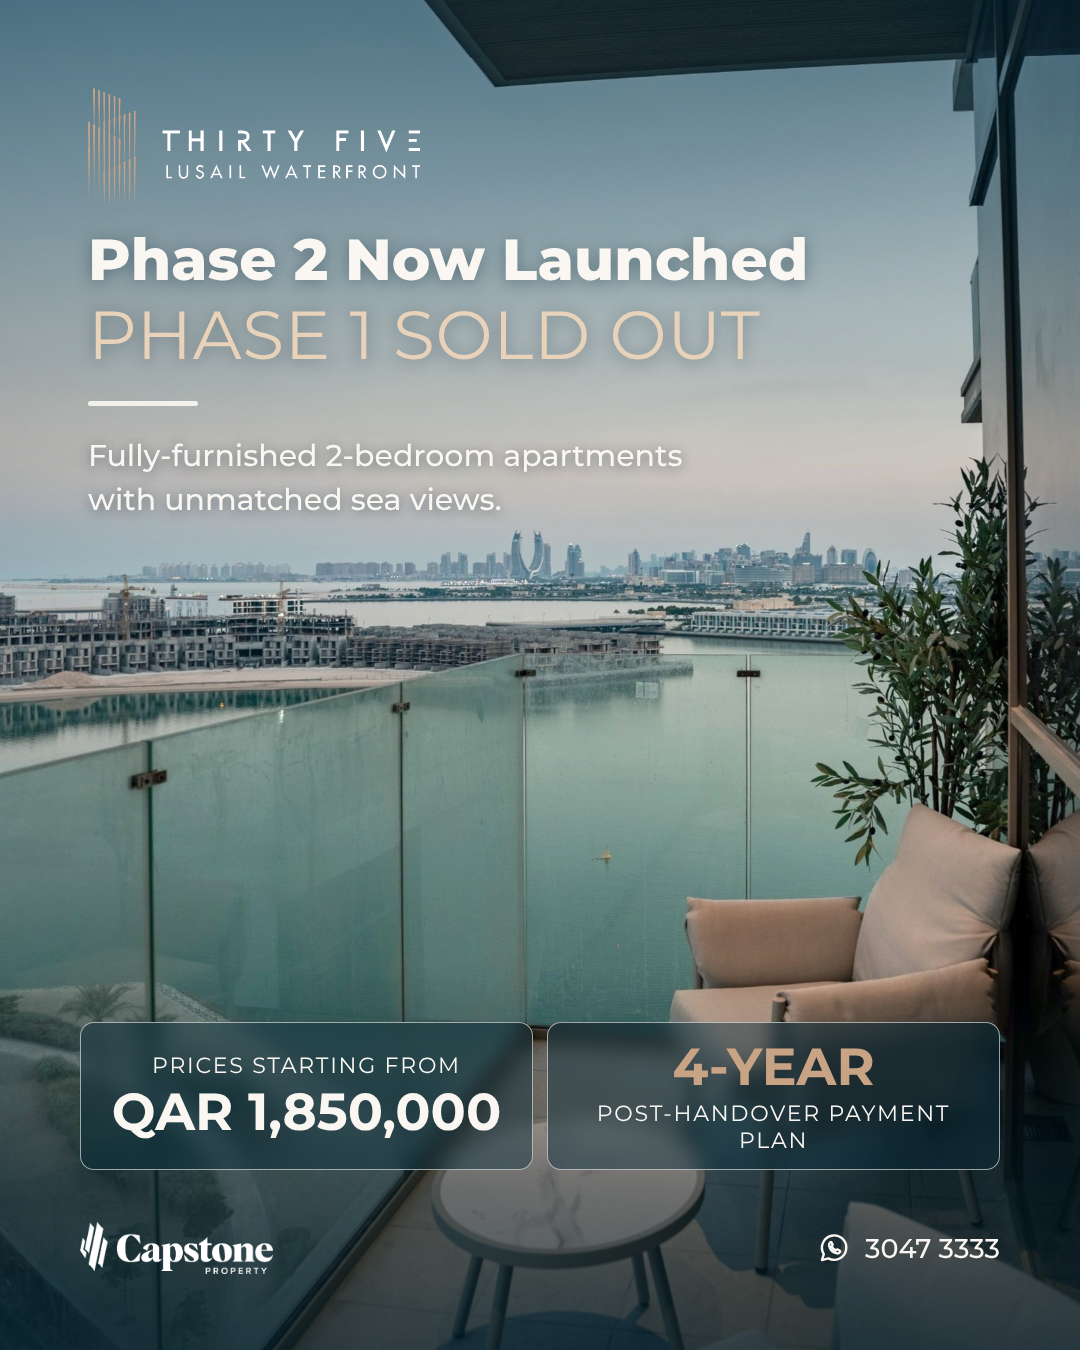 THIRTY FIVE
LUSAIL WATERFRONT
Phase 2 Now Launched
PHASE 1 SOLD OUT
Fully-furnished 2-bedroom apartments
with unmatched sea views.
PRICES STARTING FROM
QAR 1,850,000
4-YEAR
POST-HANDOVER PAYMENT
PLAN
Capstone
PROPERTY
3047 3333